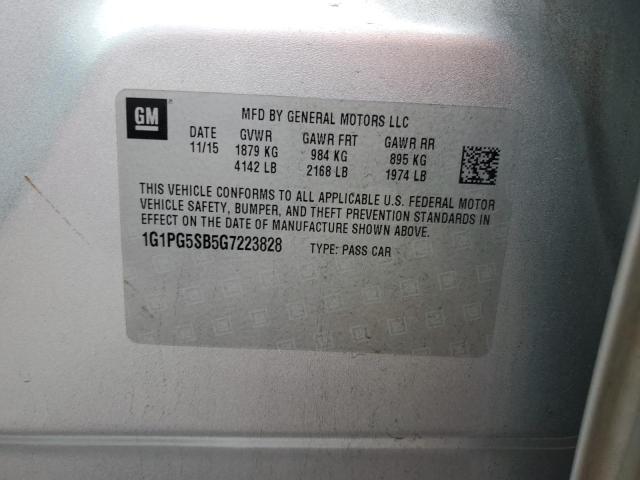 GM
MFD BY GENERAL MOTORS LLC
DATE GVWR GAWR FRT GAWR RR
11/15 1879 KG 984 KG 895 KG
4142 LB 2168 LB 1974 LB
THIS VEHICLE CONFORMS TO ALL APPLICABLE U.S. FEDERAL MOTOR
VEHICLE SAFETY, BUMPER, AND THEFT PREVENTION STANDARDS IN
EFFECT ON THE DATE OF MANUFACTURE SHOWN ABOVE.
1G1PG5SB5G7223828 TYPE: PASS CAR